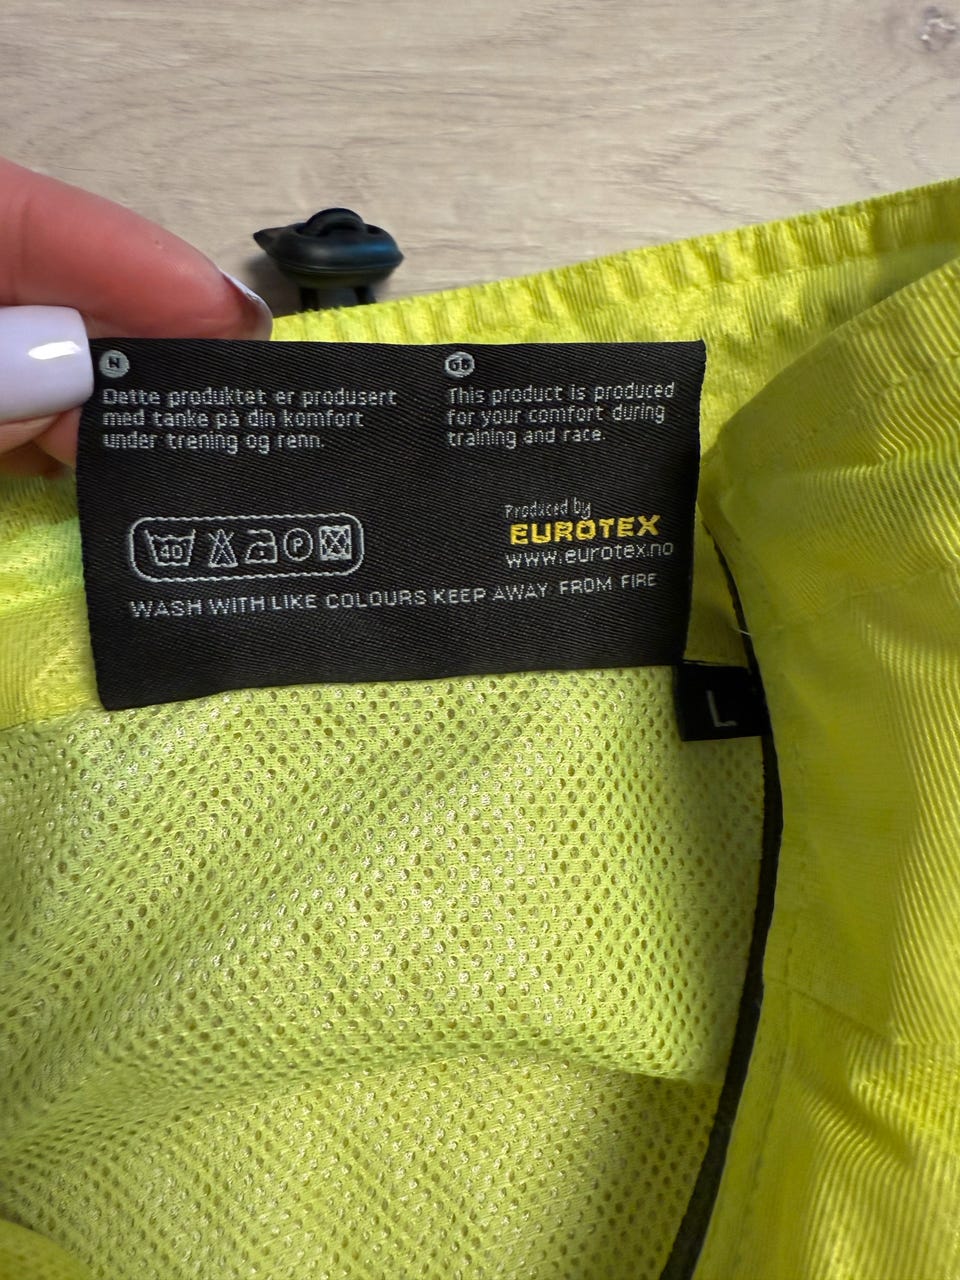 N
Dette produktet er produsert
med tanke på din komfort
under trening og renn.
GB
This product is produced
for your comfort during
training and race.
40
P
Produced by
EUROTEX
www.eurotex.no
WASH WITH LIKE COLOURS KEEP AWAY FROM FIRE
L